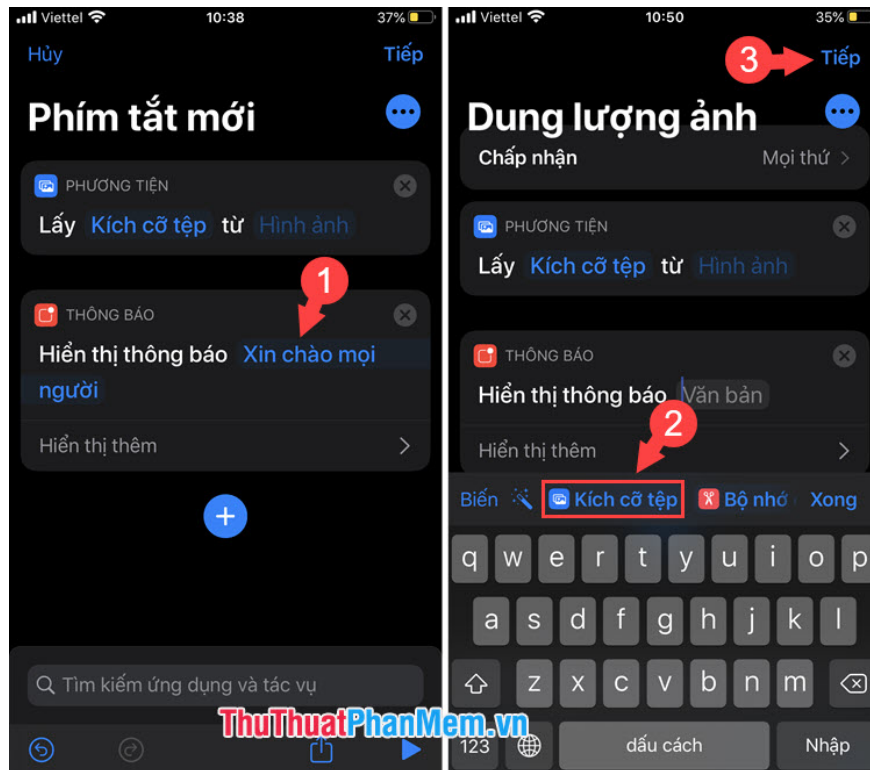 Viettel 10:38 37%
Hủy Tiếp
Phím tắt mới
PHƯƠNG TIỆN
Lấy Kích cỡ tệp từ Hình ảnh
1
THÔNG BÁO
Hiển thị thông báo Xin chào mọi
người
Hiển thị thêm
Tìm kiếm ứng dụng và tác vụ
Viettel 10:50 35%
3 Tiếp
Dung lượng ảnh
Chấp nhận Mọi thứ
PHƯƠNG TIỆN
Lấy Kích cỡ tệp từ Hình ảnh
THÔNG BÁO
Hiển thị thông báo Văn bản
2
Hiển thị thêm
Biến Kích cỡ tệp Bộ nhớ Xong
q w e r t y u i o p
a s d f g h j k l
z x c v b n m
123 dấu cách Nhập
ThuThuatPhanMem.vn